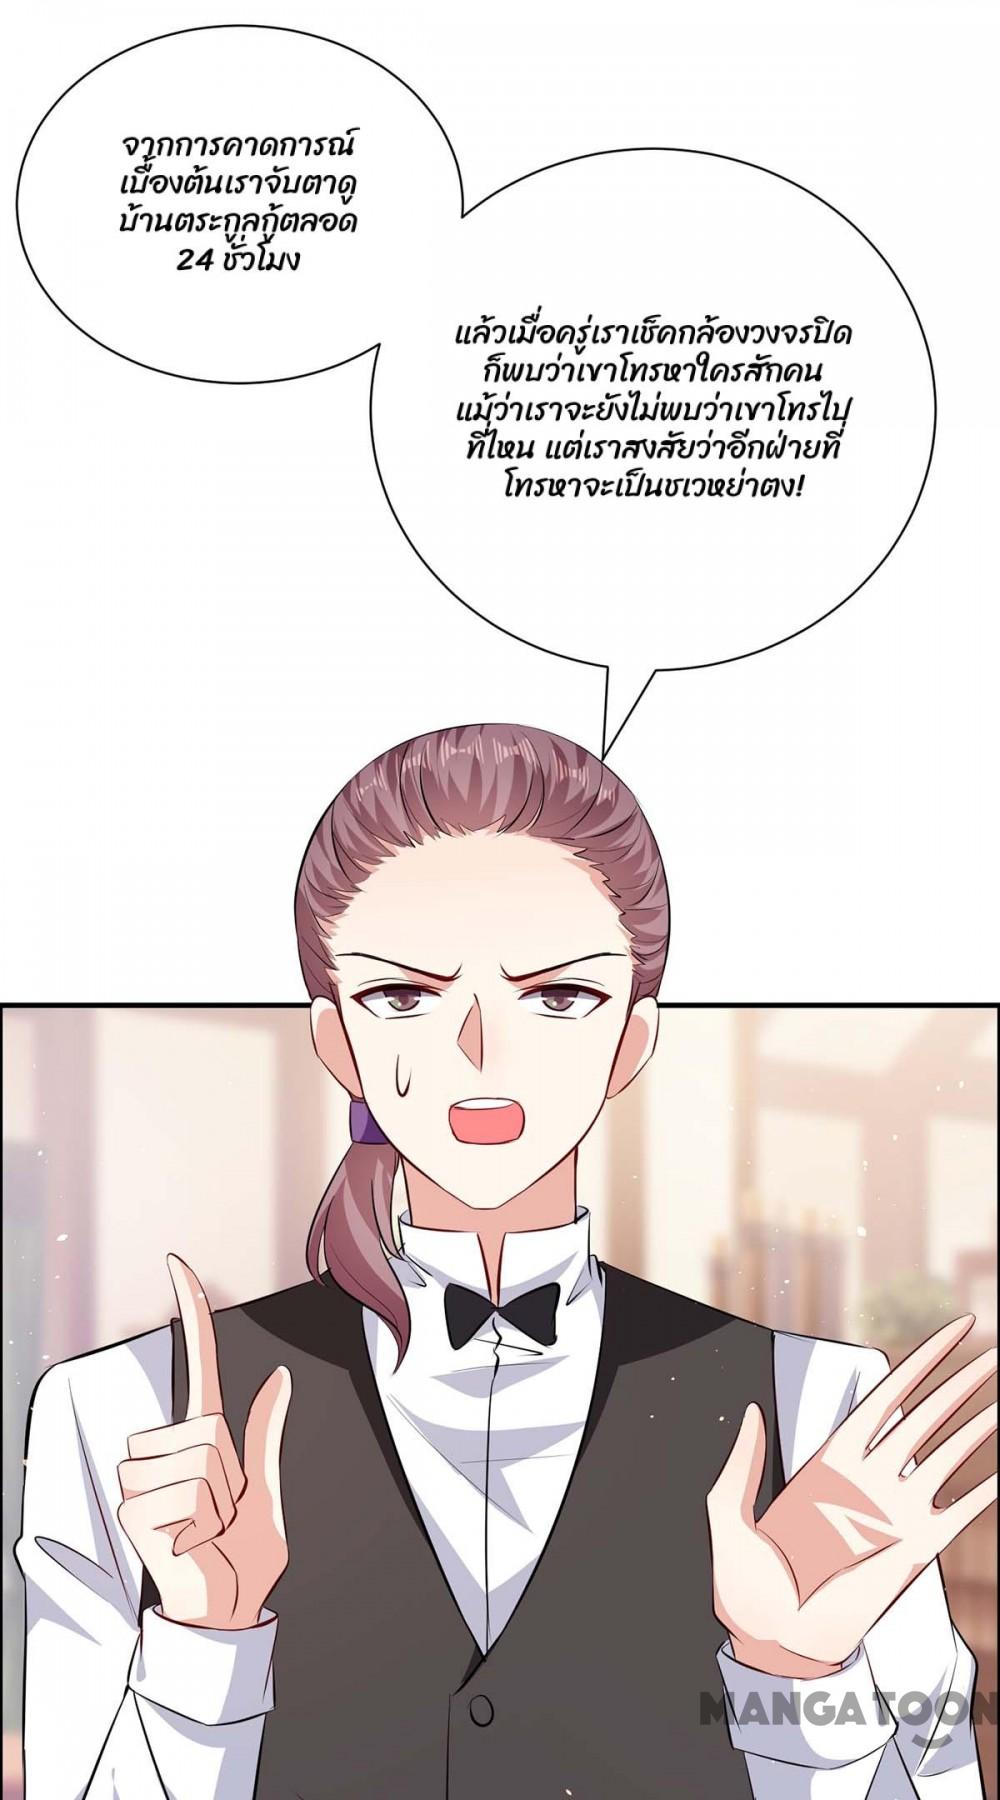 จากการคาดการณ์
เบื้องต้นเราจับตาดู
บ้านตระกูลกู้ตลอด
24 ชั่วโมง
แล้วเมื่อครู่เราเช็คกล้องวงจรปิด
ก็พบว่าเขาโทรหาใครสักคน
แม้ว่าเราจะยังไม่พบว่าเขาโทรไป
ที่ไหน แต่เราสงสัยว่าอีกฝ่ายที่
โทรหาจะเป็นชเวหย่าตง!
MANGATOON